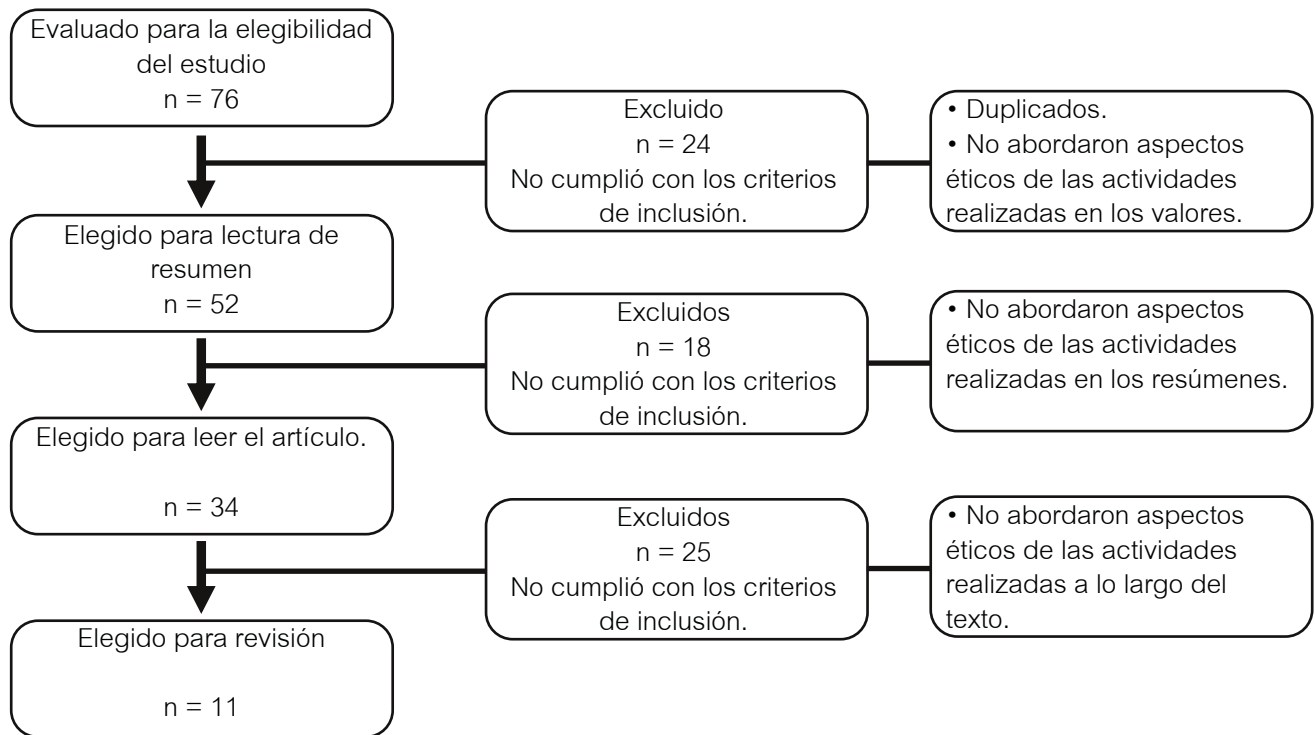 Evaluado para la elegibilidad
del estudio
n = 76
Excluido
n = 24
No cumplió con los criterios
de inclusión.
• Duplicados.
• No abordaron aspectos
éticos de las actividades
realizadas en los valores.
Elegido para lectura de
resumen
n = 52
Excluidos
n = 18
No cumplió con los criterios
de inclusión.
• No abordaron aspectos
éticos de las actividades
realizadas en los resúmenes.
Elegido para leer el artículo.
n = 34
Excluidos
n = 25
No cumplió con los criterios
de inclusión.
• No abordaron aspectos
éticos de las actividades
realizadas a lo largo del
texto.
Elegido para revisión
n = 11